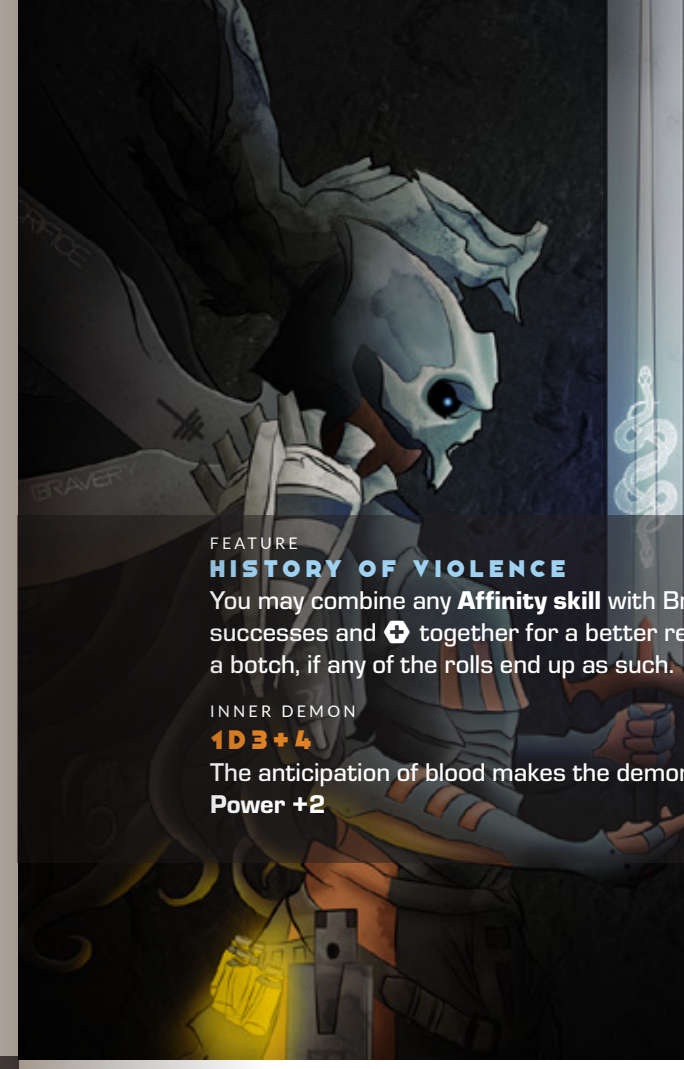 BRAVERY
FEATURE
HISTORY OF VIOLENCE
You may combine any Affinity skill with Br
successes and together for a better re
a botch, if any of the rolls end up as such.
INNER DEMON
1D3+4
The anticipation of blood makes the demon
Power +2